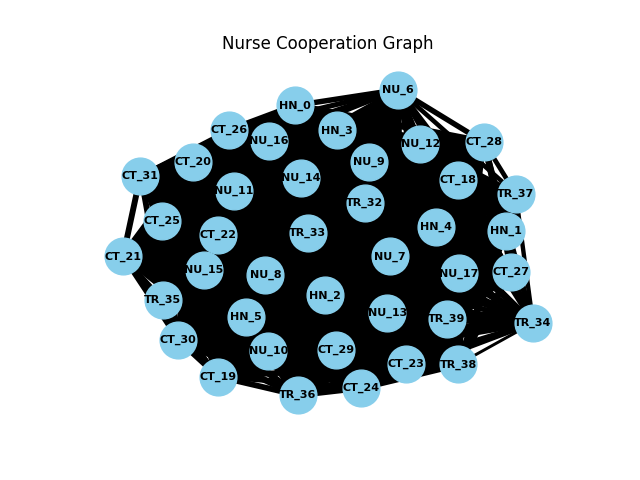 Nurse Cooperation Graph
NU_6
HN_0
CT_26
HN_3
NU_16
NU_12
CT_28
CT_20
NU_9
CT_31
NU_14
CT_18
NU_11
TR_37
TR_32
CT_25
HN_4
HN_1
TR_33
CT_22
CT_21
NU_7
NU_15
CT_27
NU_17
NU_8
HN_2
TR_35
NU_13
HN_5
TR_39
TR_34
CT_30
CT_29
NU_10
CT_23
TR_38
CT_19
CT_24
TR_36